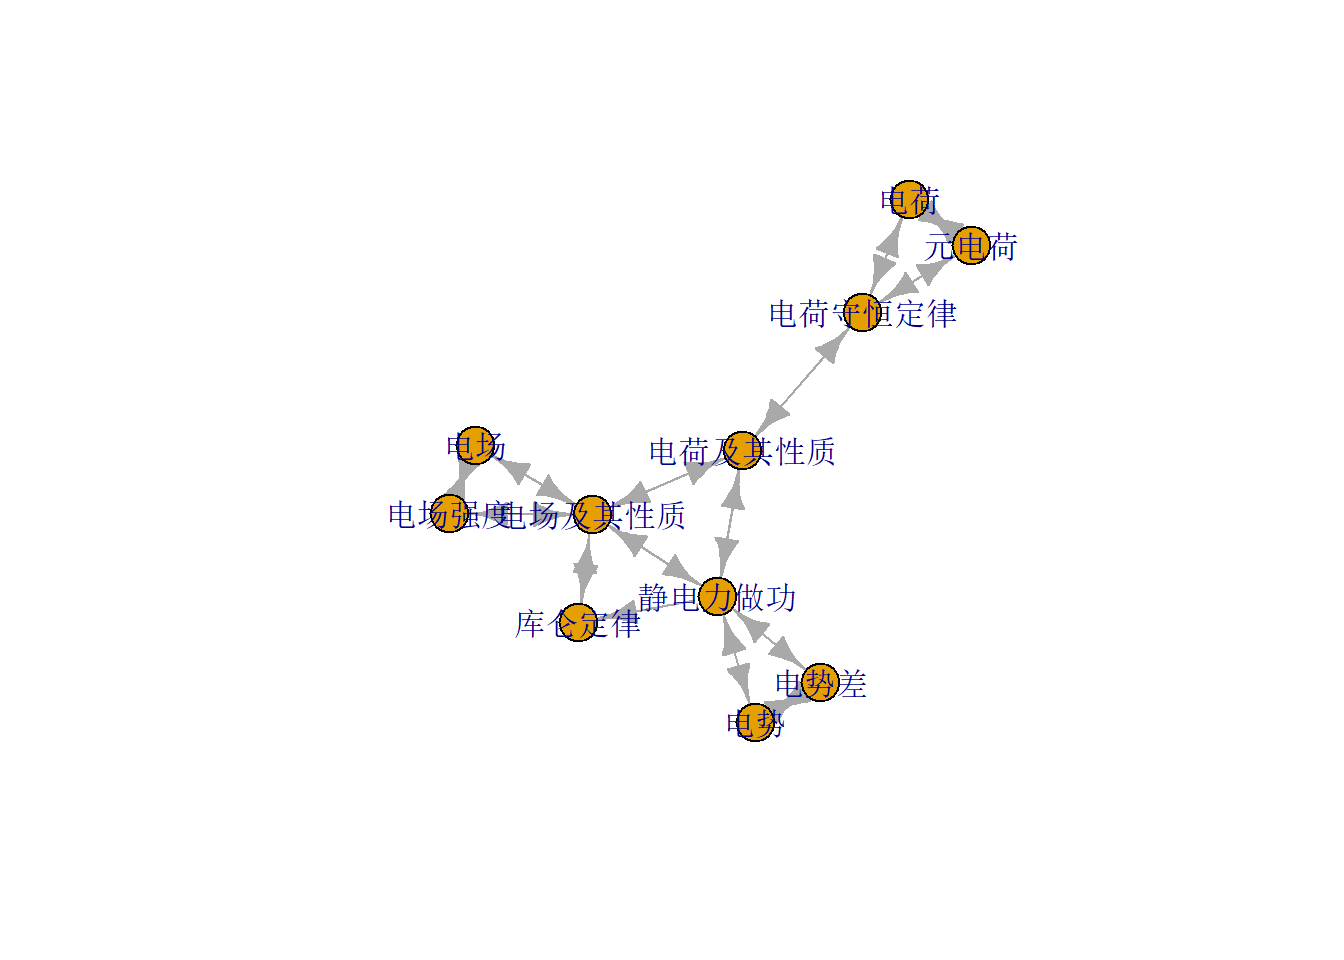 电荷
元电荷
电荷守恒定律
电场
电荷及其性质
电场强度
电场及其性质
静电力做功
库仑定律
电势差
电势